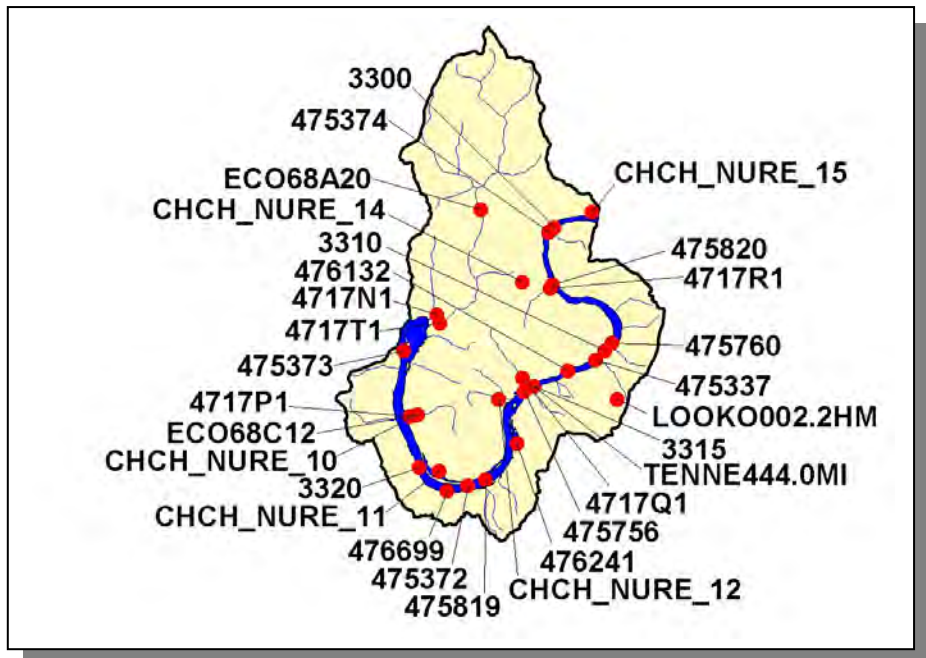 3300
475374
ECO68A20
CHCH_NURE_14
3310
476132
4717N1
4717T1
475373
4717P1
ECO68C12
CHCH_NURE_10
3320
CHCH_NURE_11
476699
475372
475819
CHCH_NURE_15
475820
4717R1
475760
475337
LOOKO002.2HM
3315
TENNE444.0MI
4717Q1
475756
476241
CHCH_NURE_12